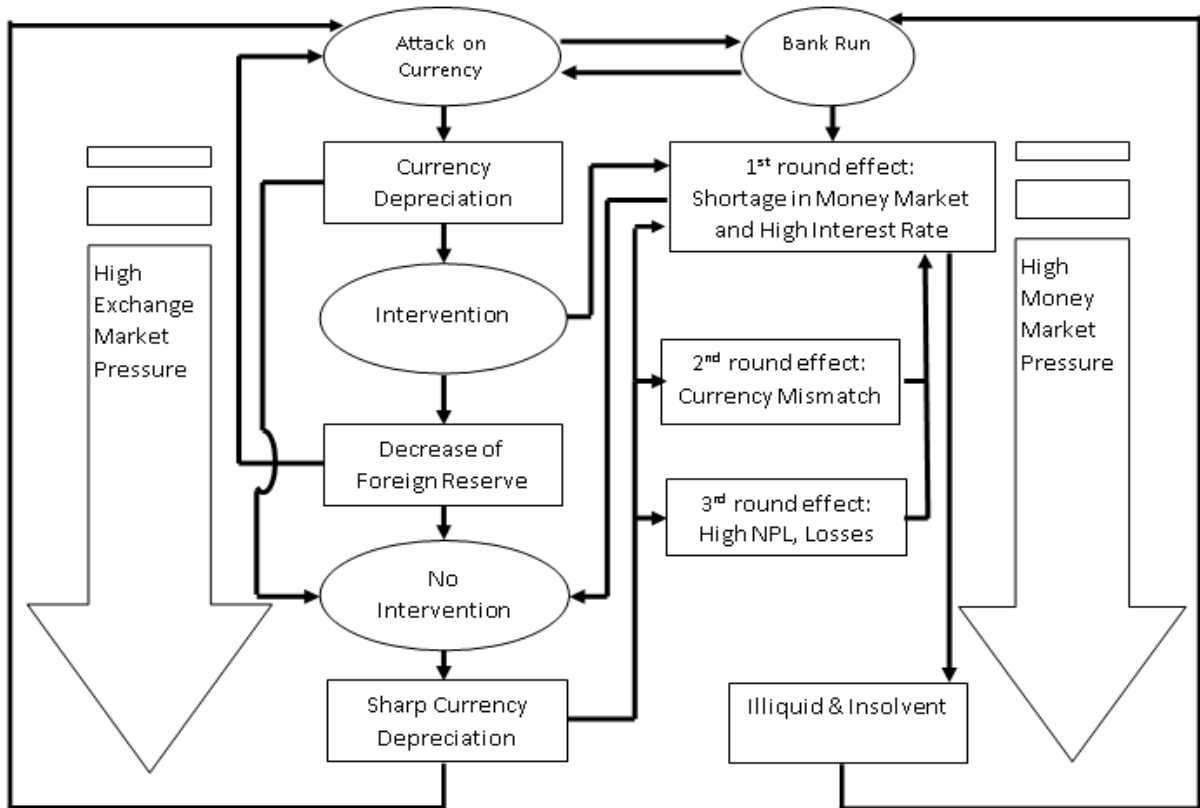 Attack on
Currency
Bank Run
Currency
Depreciation
1st round effect:
Shortage in Money Market
and High Interest Rate
High
Exchange
Market
Pressure
High
Money
Market
Pressure
Intervention
2nd round effect:
Currency Mismatch
Decrease of
Foreign Reserve
3rd round effect:
High NPL, Losses
No
Intervention
Sharp Currency
Depreciation
Illiquid & Insolvent